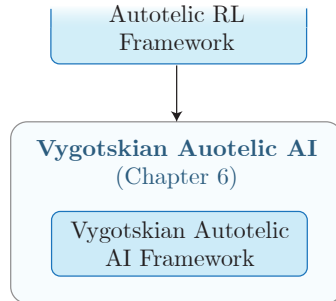 Autotelic RL
Framework
Vygotskian Auotelic AI
(Chapter 6)
Vygotskian Autotelic
AI Framework